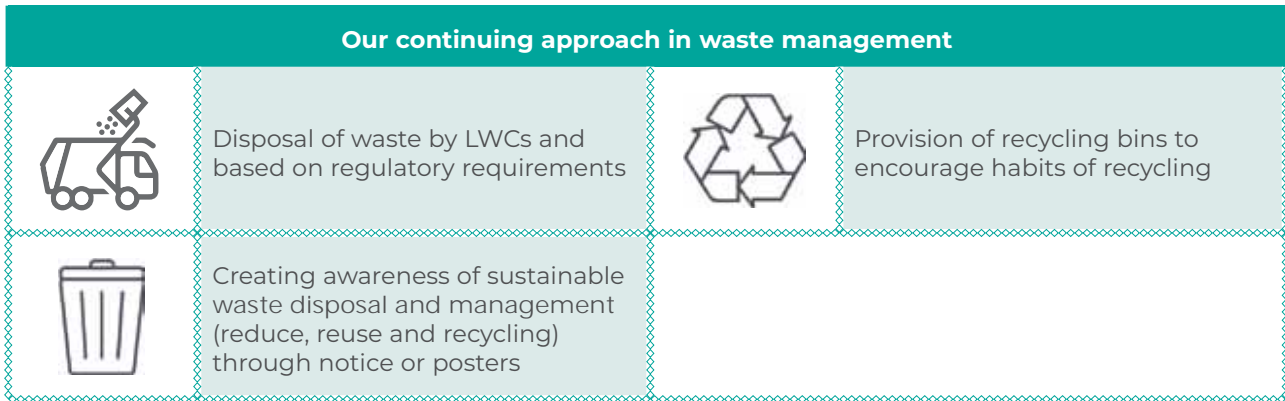 Our continuing approach in waste management
Disposal of waste by LWCs and
based on regulatory requirements
Provision of recycling bins to
encourage habits of recycling
Creating awareness of sustainable
waste disposal and management
(reduce, reuse and recycling)
through notice or posters